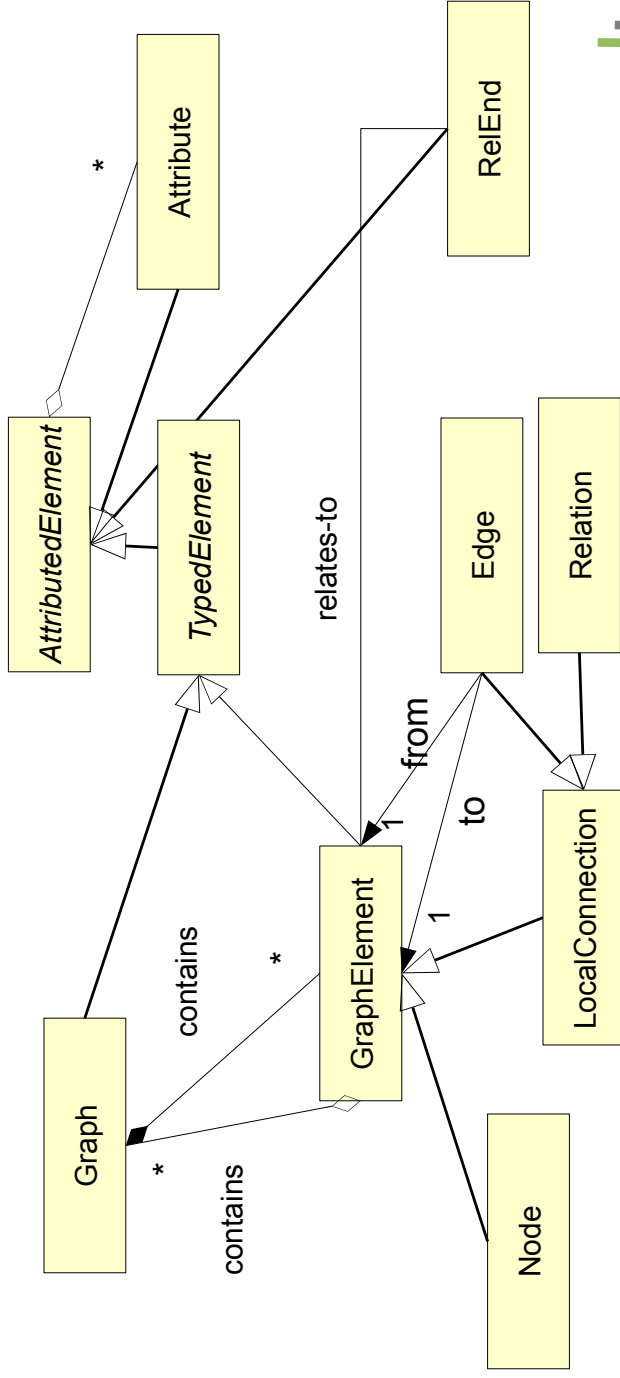 Graph
AttributedElement
*
*
contains
Attribute
TypedElement
contains
*
relates-to
GraphElement
1
from
1
to
Edge
RelEnd
Node
LocalConnection
Relation